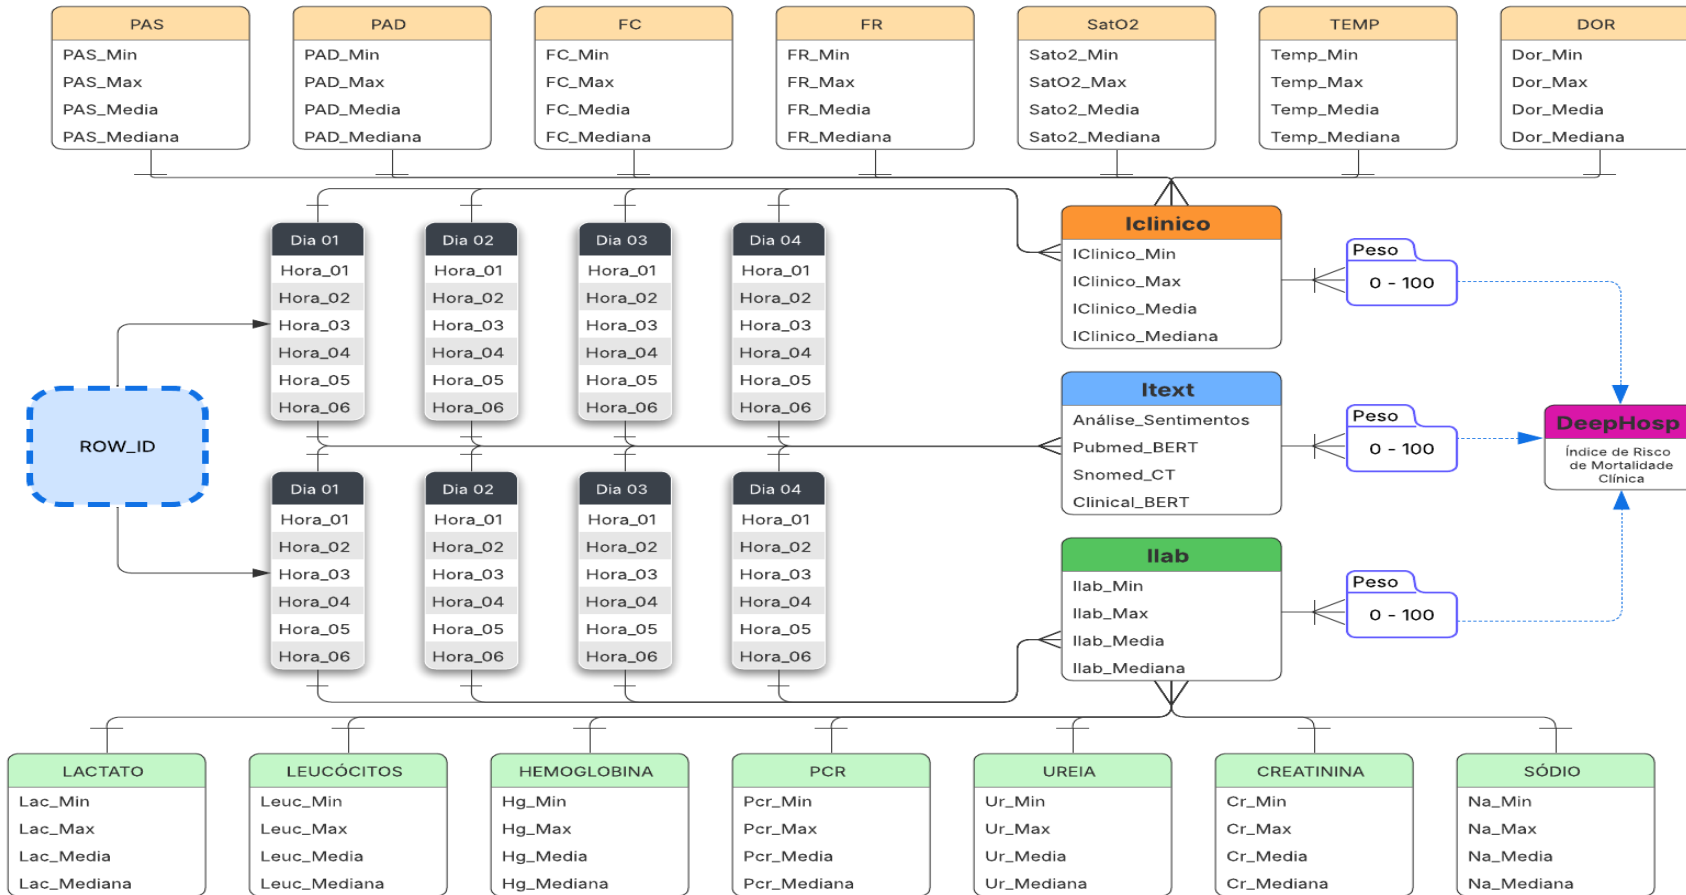 PAS
PAS_Min
PAS_Max
PAS_Media
PAS_Mediana
PAD
PAD_Min
PAD_Max
PAD_Media
PAD_Mediana
FC
FC_Min
FC_Max
FC_Media
FC_Mediana
FR
FR_Min
FR_Max
FR_Media
FR_Mediana
SatO2
Sato2_Min
SatO2_Max
Sato2_Media
Sato2_Mediana
TEMP
Temp_Min
Temp_Max
Temp_Media
Temp_Mediana
DOR
Dor_Min
Dor_Max
Dor_Media
Dor_Mediana
ROW_ID
Dia 01
Hora_01
Hora_02
Hora_03
Hora_04
Hora_05
Hora_06
Dia 02
Hora_01
Hora_02
Hora_03
Hora_04
Hora_05
Hora_06
Dia 03
Hora_01
Hora_02
Hora_03
Hora_04
Hora_05
Hora_06
Dia 04
Hora_01
Hora_02
Hora_03
Hora_04
Hora_05
Hora_06
Dia 01
Hora_01
Hora_02
Hora_03
Hora_04
Hora_05
Hora_06
Dia 02
Hora_01
Hora_02
Hora_03
Hora_04
Hora_05
Hora_06
Dia 03
Hora_01
Hora_02
Hora_03
Hora_04
Hora_05
Hora_06
Dia 04
Hora_01
Hora_02
Hora_03
Hora_04
Hora_05
Hora_06
Iclinico
IClinico_Min
IClinico_Max
IClinico_Media
IClinico_Mediana
Peso
0 - 100
Itext
Análise_Sentimentos
Pubmed_BERT
Snomed_CT
Clinical_BERT
Peso
0 - 100
Ilab
Ilab_Min
Ilab_Max
Ilab_Media
Ilab_Mediana
Peso
0 - 100
DeepHosp
Índice de Risco
de Mortalidade
Clínica
LACTATO
Lac_Min
Lac_Max
Lac_Media
Lac_Mediana
LEUCÓCITOS
Leuc_Min
Leuc_Max
Leuc_Media
Leuc_Mediana
HEMOGLOBINA
Hg_Min
Hg_Max
Hg_Media
Hg_Mediana
PCR
Pcr_Min
Pcr_Max
Pcr_Media
Pcr_Mediana
UREIA
Ur_Min
Ur_Max
Ur_Media
Ur_Mediana
CREATININA
Cr_Min
Cr_Max
Cr_Media
Cr_Mediana
SÓDIO
Na_Min
Na_Max
Na_Media
Na_Mediana